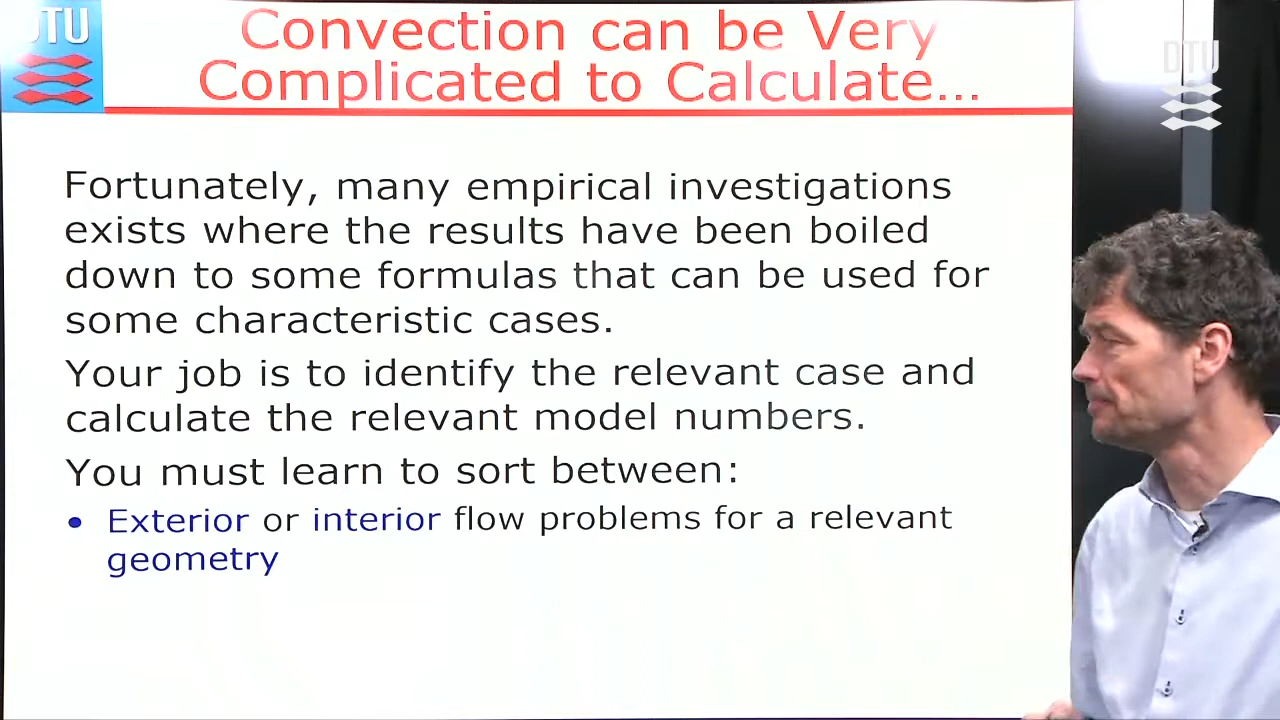 DTU
Convection can be Very
Complicated to Calculate...
DTU
Fortunately, many empirical investigations
exists where the results have been boiled
down to some formulas that can be used for
some characteristic cases.
Your job is to identify the relevant case and
calculate the relevant model numbers.
You must learn to sort between:
• Exterior or interior flow problems for a relevant
geometry